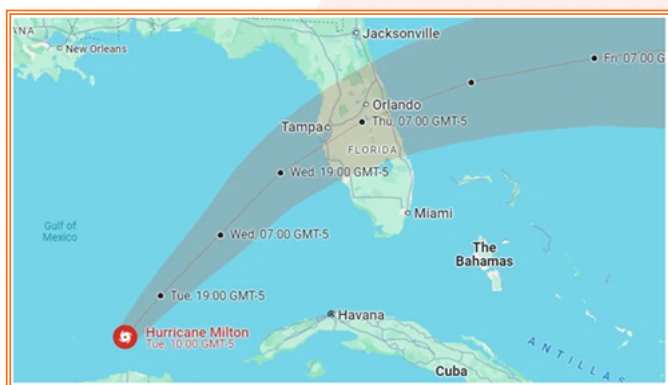 ANA
New Orleans
Jacksonville
Fri, 07:00 G
Orlando
Tampa
Thu, 07:00 GMT-5
FLORIDA
Wed, 19:00 GMT-5
Miami
Gulf of
Mexico
Wed, 07:00 GMT-5
The
Bahamas
Tue, 19:00 GMT-5
Havana
Hurricane Milton
Tue, 10:00 GMT-5
Cuba
ANTILLAS